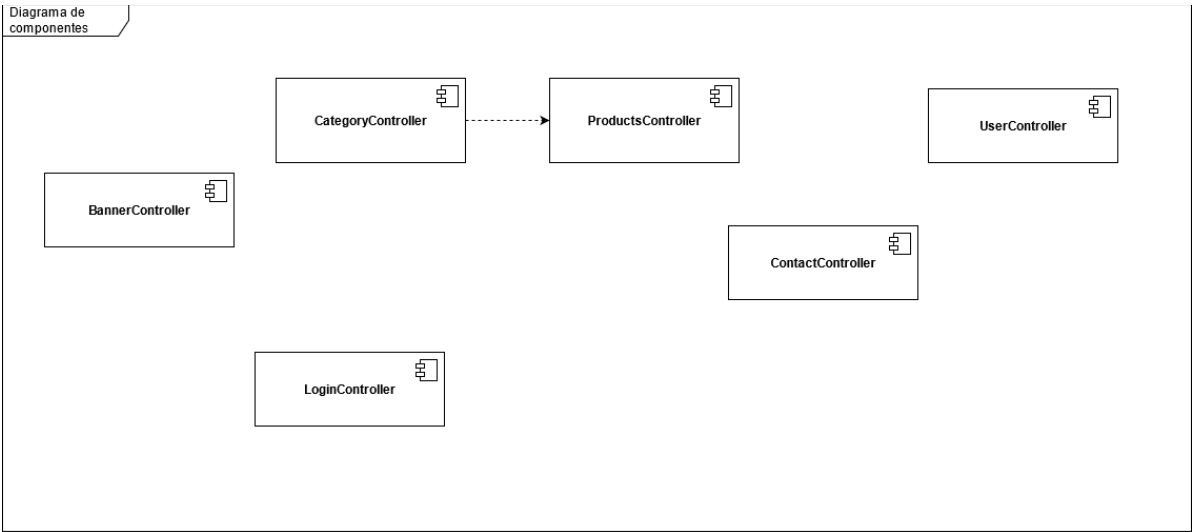 Diagrama de
componentes
CategoryController
ProductsController
UserController
BannerController
ContactController
LoginController